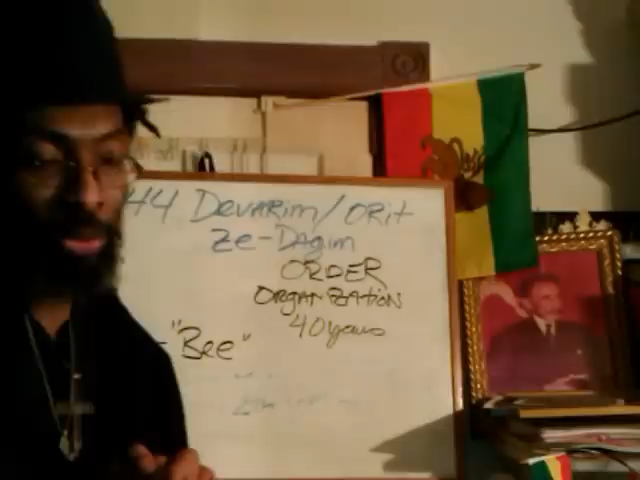 44 Devarim/ORit
ze-Dagim
ORDER
ORGANIZATION
40 years
- "Bee"